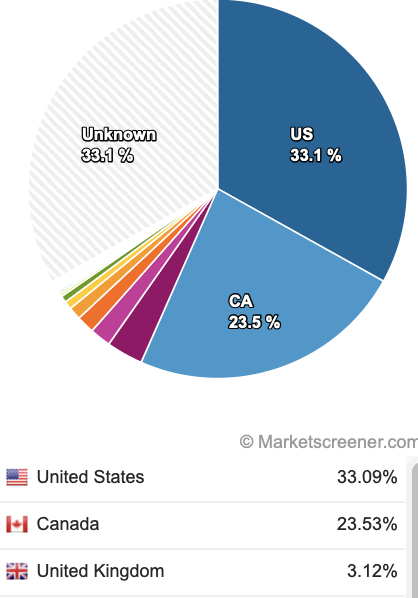 Unknown
33.1 %
US
33.1 %
CA
23.5 %
© Marketscreener.com
United States 33.09%
Canada 23.53%
United Kingdom 3.12%